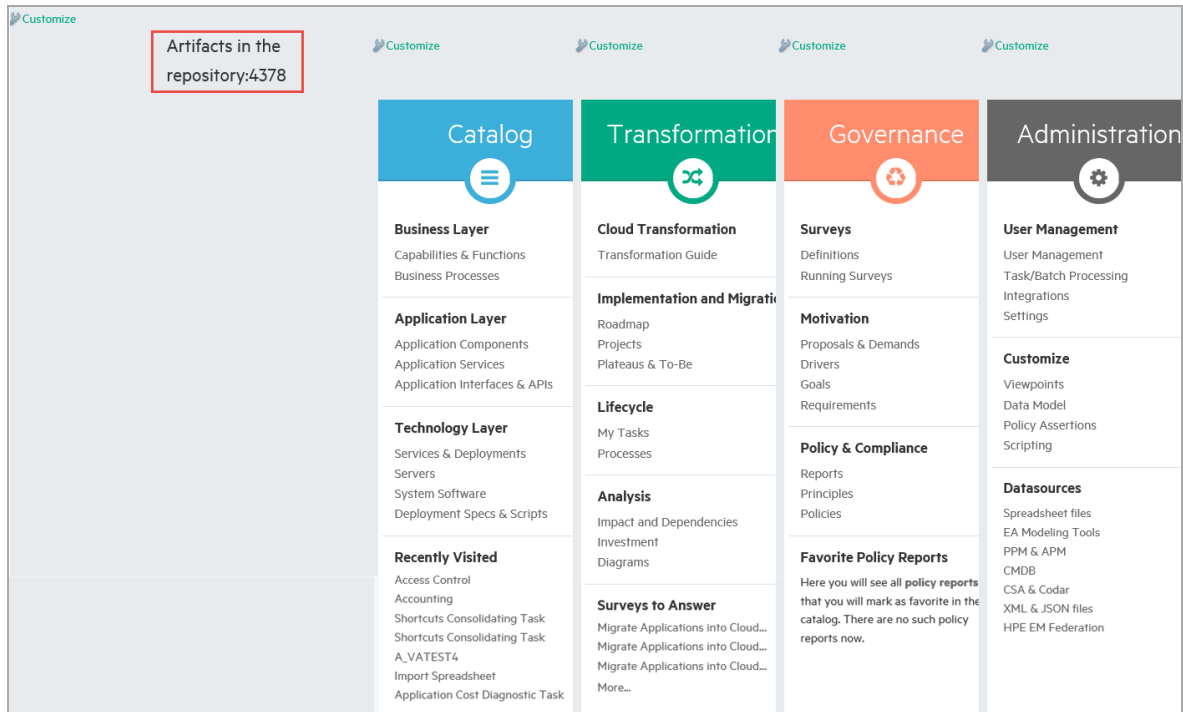 Customize
Artifacts in the
repository:4378
Customize
Customize
Customize
Customize
Catalog
Business Layer
Capabilities & Functions
Business Processes
Application Layer
Application Components
Application Services
Application Interfaces & APIs
Technology Layer
Services & Deployments
Servers
System Software
Deployment Specs & Scripts
Recently Visited
Access Control
Accounting
Shortcuts Consolidating Task
Shortcuts Consolidating Task
A_VATEST4
Import Spreadsheet
Application Cost Diagnostic Task
Transformation
Cloud Transformation
Transformation Guide
Implementation and Migratio
Roadmap
Projects
Plateaus & To-Be
Lifecycle
My Tasks
Processes
Analysis
Impact and Dependencies
Investment
Diagrams
Surveys to Answer
Migrate Applications into Cloud...
Migrate Applications into Cloud...
Migrate Applications into Cloud...
More...
Governance
Surveys
Definitions
Running Surveys
Motivation
Proposals & Demands
Drivers
Goals
Requirements
Policy & Compliance
Reports
Principles
Policies
Favorite Policy Reports
Here you will see all policy reports
that you will mark as favorite in the
catalog. There are no such policy
reports now.
Administration
User Management
User Management
Task/Batch Processing
Integrations
Settings
Customize
Viewpoints
Data Model
Policy Assertions
Scripting
Datasources
Spreadsheet files
EA Modeling Tools
PPM & APM
CMDB
CSA & Codar
XML & JSON files
HPE EM Federation